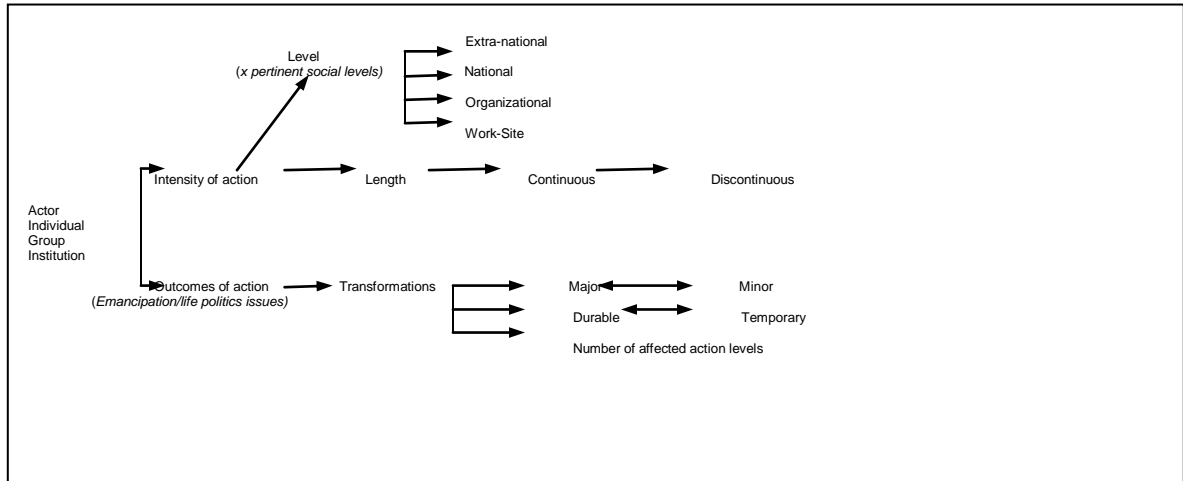 Extra-national
Level
(x pertinent social levels)
National
Organizational
Work-Site
Intensity of action
Length
Continuous
Discontinuous
Actor
Individual
Group
Institution
Outcomes of action
(Emancipation/life politics issues)
Transformations
Major
Minor
Durable
Temporary
Number of affected action levels